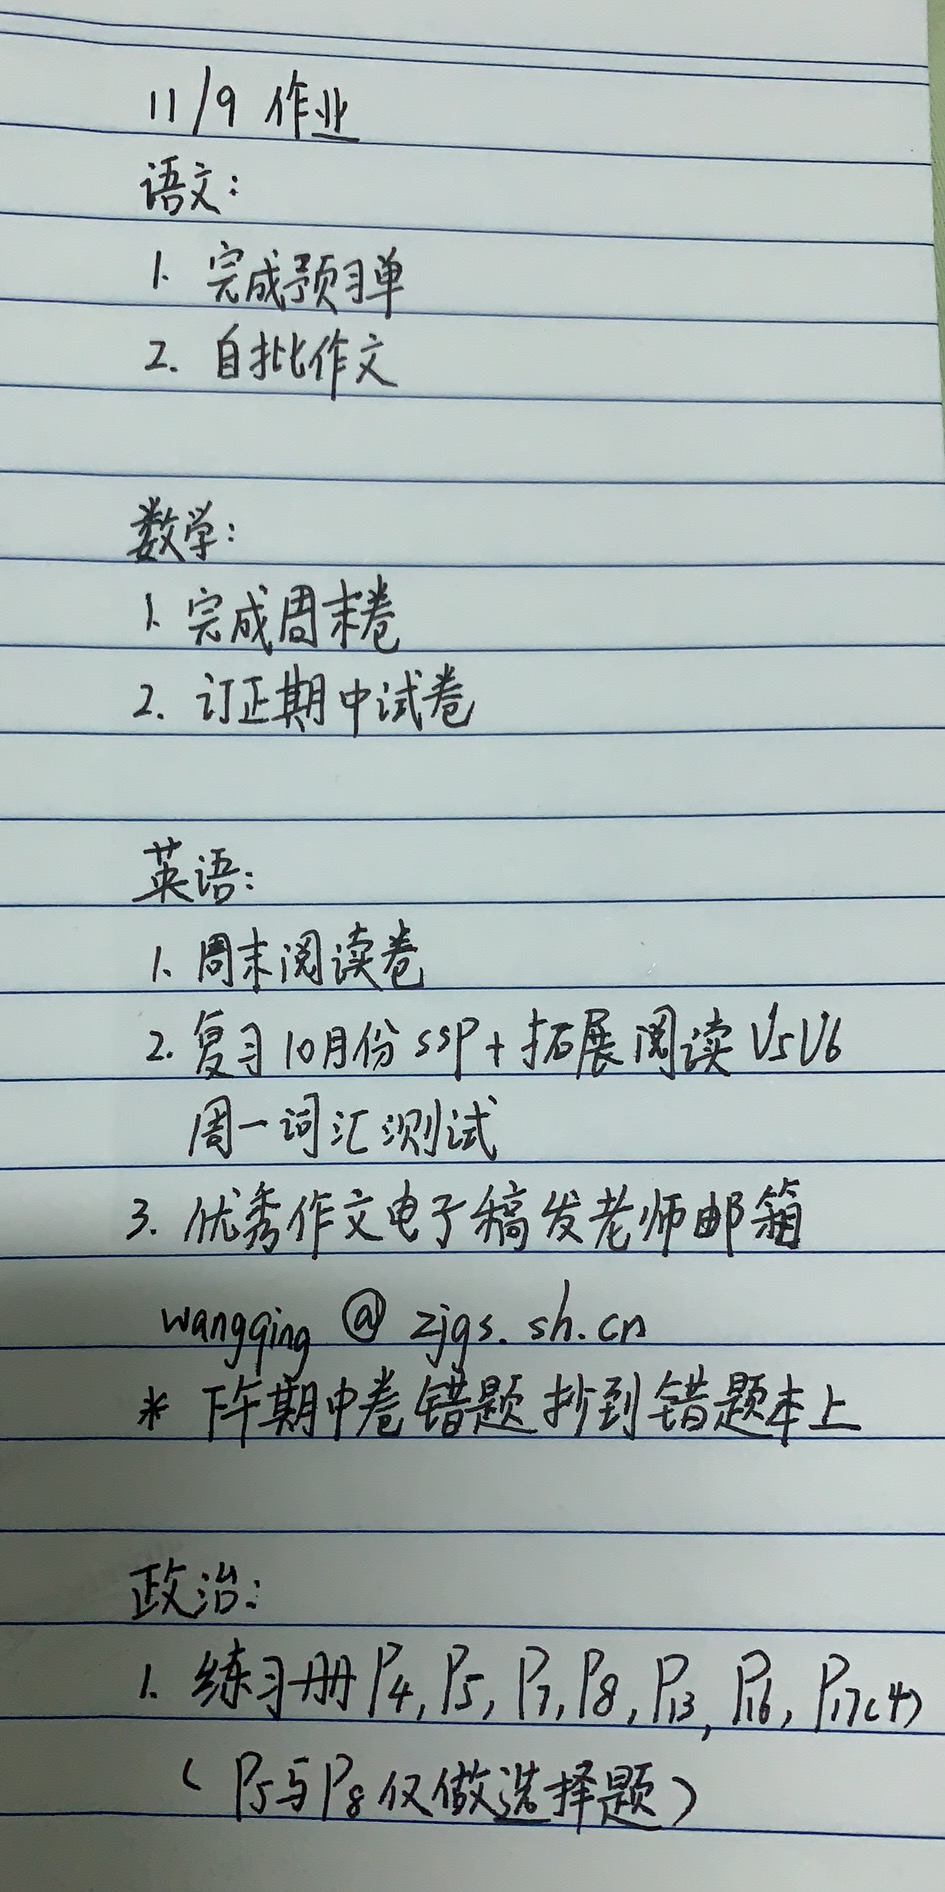 11/9 作业
语文:
1. 完成预习单
2. 自批作文
数学:
1. 完成周末卷
2. 订正期中试卷
英语:
1. 周末阅读卷
2. 复习10月份 SSP + 拓展阅读 U5U6
周一词汇测试
3. 优秀作文电子稿发老师邮箱
wangqing@zjgs.sh.cn
* 下午期中卷错题抄到错题本上
政治:
1. 练习册P4, P5, P7, P8, P13, P16, P17(4)
(P5与P8仅做选择题)